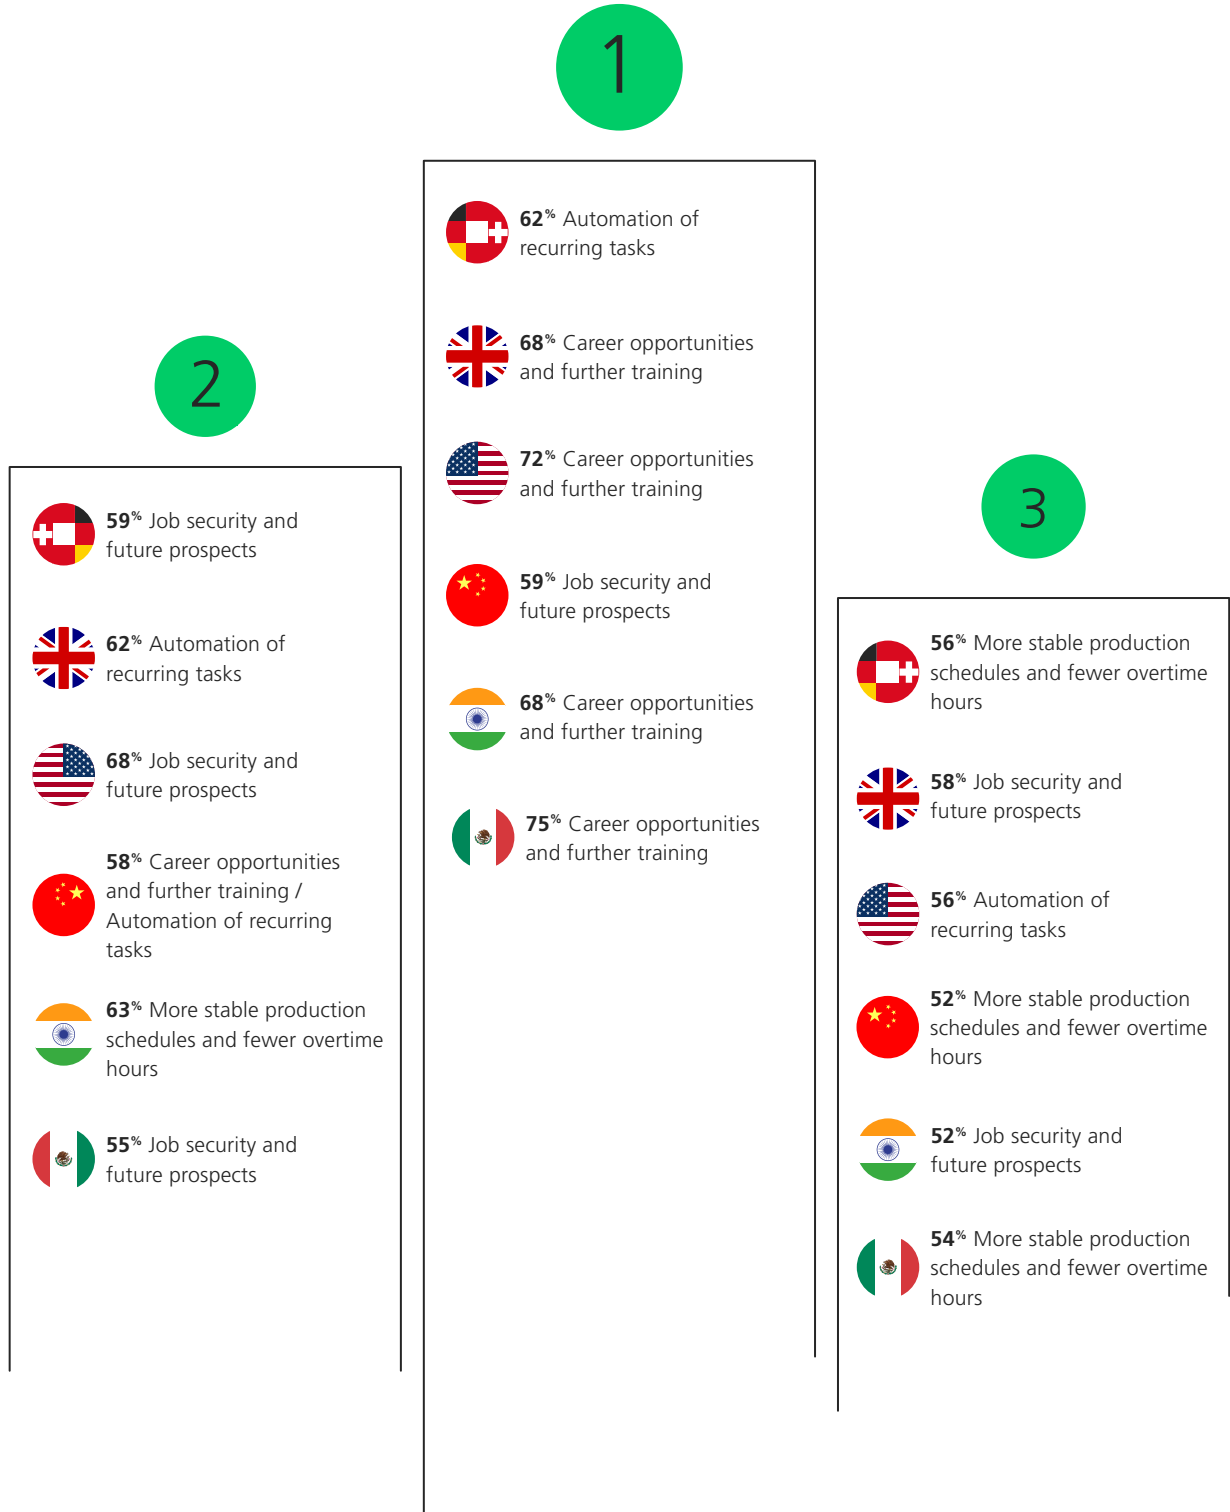 1
62% Automation of
recurring tasks
68% Career opportunities
and further training
72% Career opportunities
and further training
59% Job security and
future prospects
68% Career opportunities
and further training
75% Career opportunities
and further training
2
59% Job security and
future prospects
62% Automation of
recurring tasks
68% Job security and
future prospects
58% Career opportunities
and further training /
Automation of recurring
tasks
63% More stable production
schedules and fewer overtime
hours
55% Job security and
future prospects
3
56% More stable production
schedules and fewer overtime
hours
58% Job security and
future prospects
56% Automation of
recurring tasks
52% More stable production
schedules and fewer overtime
hours
52% Job security and
future prospects
54% More stable production
schedules and fewer overtime
hours